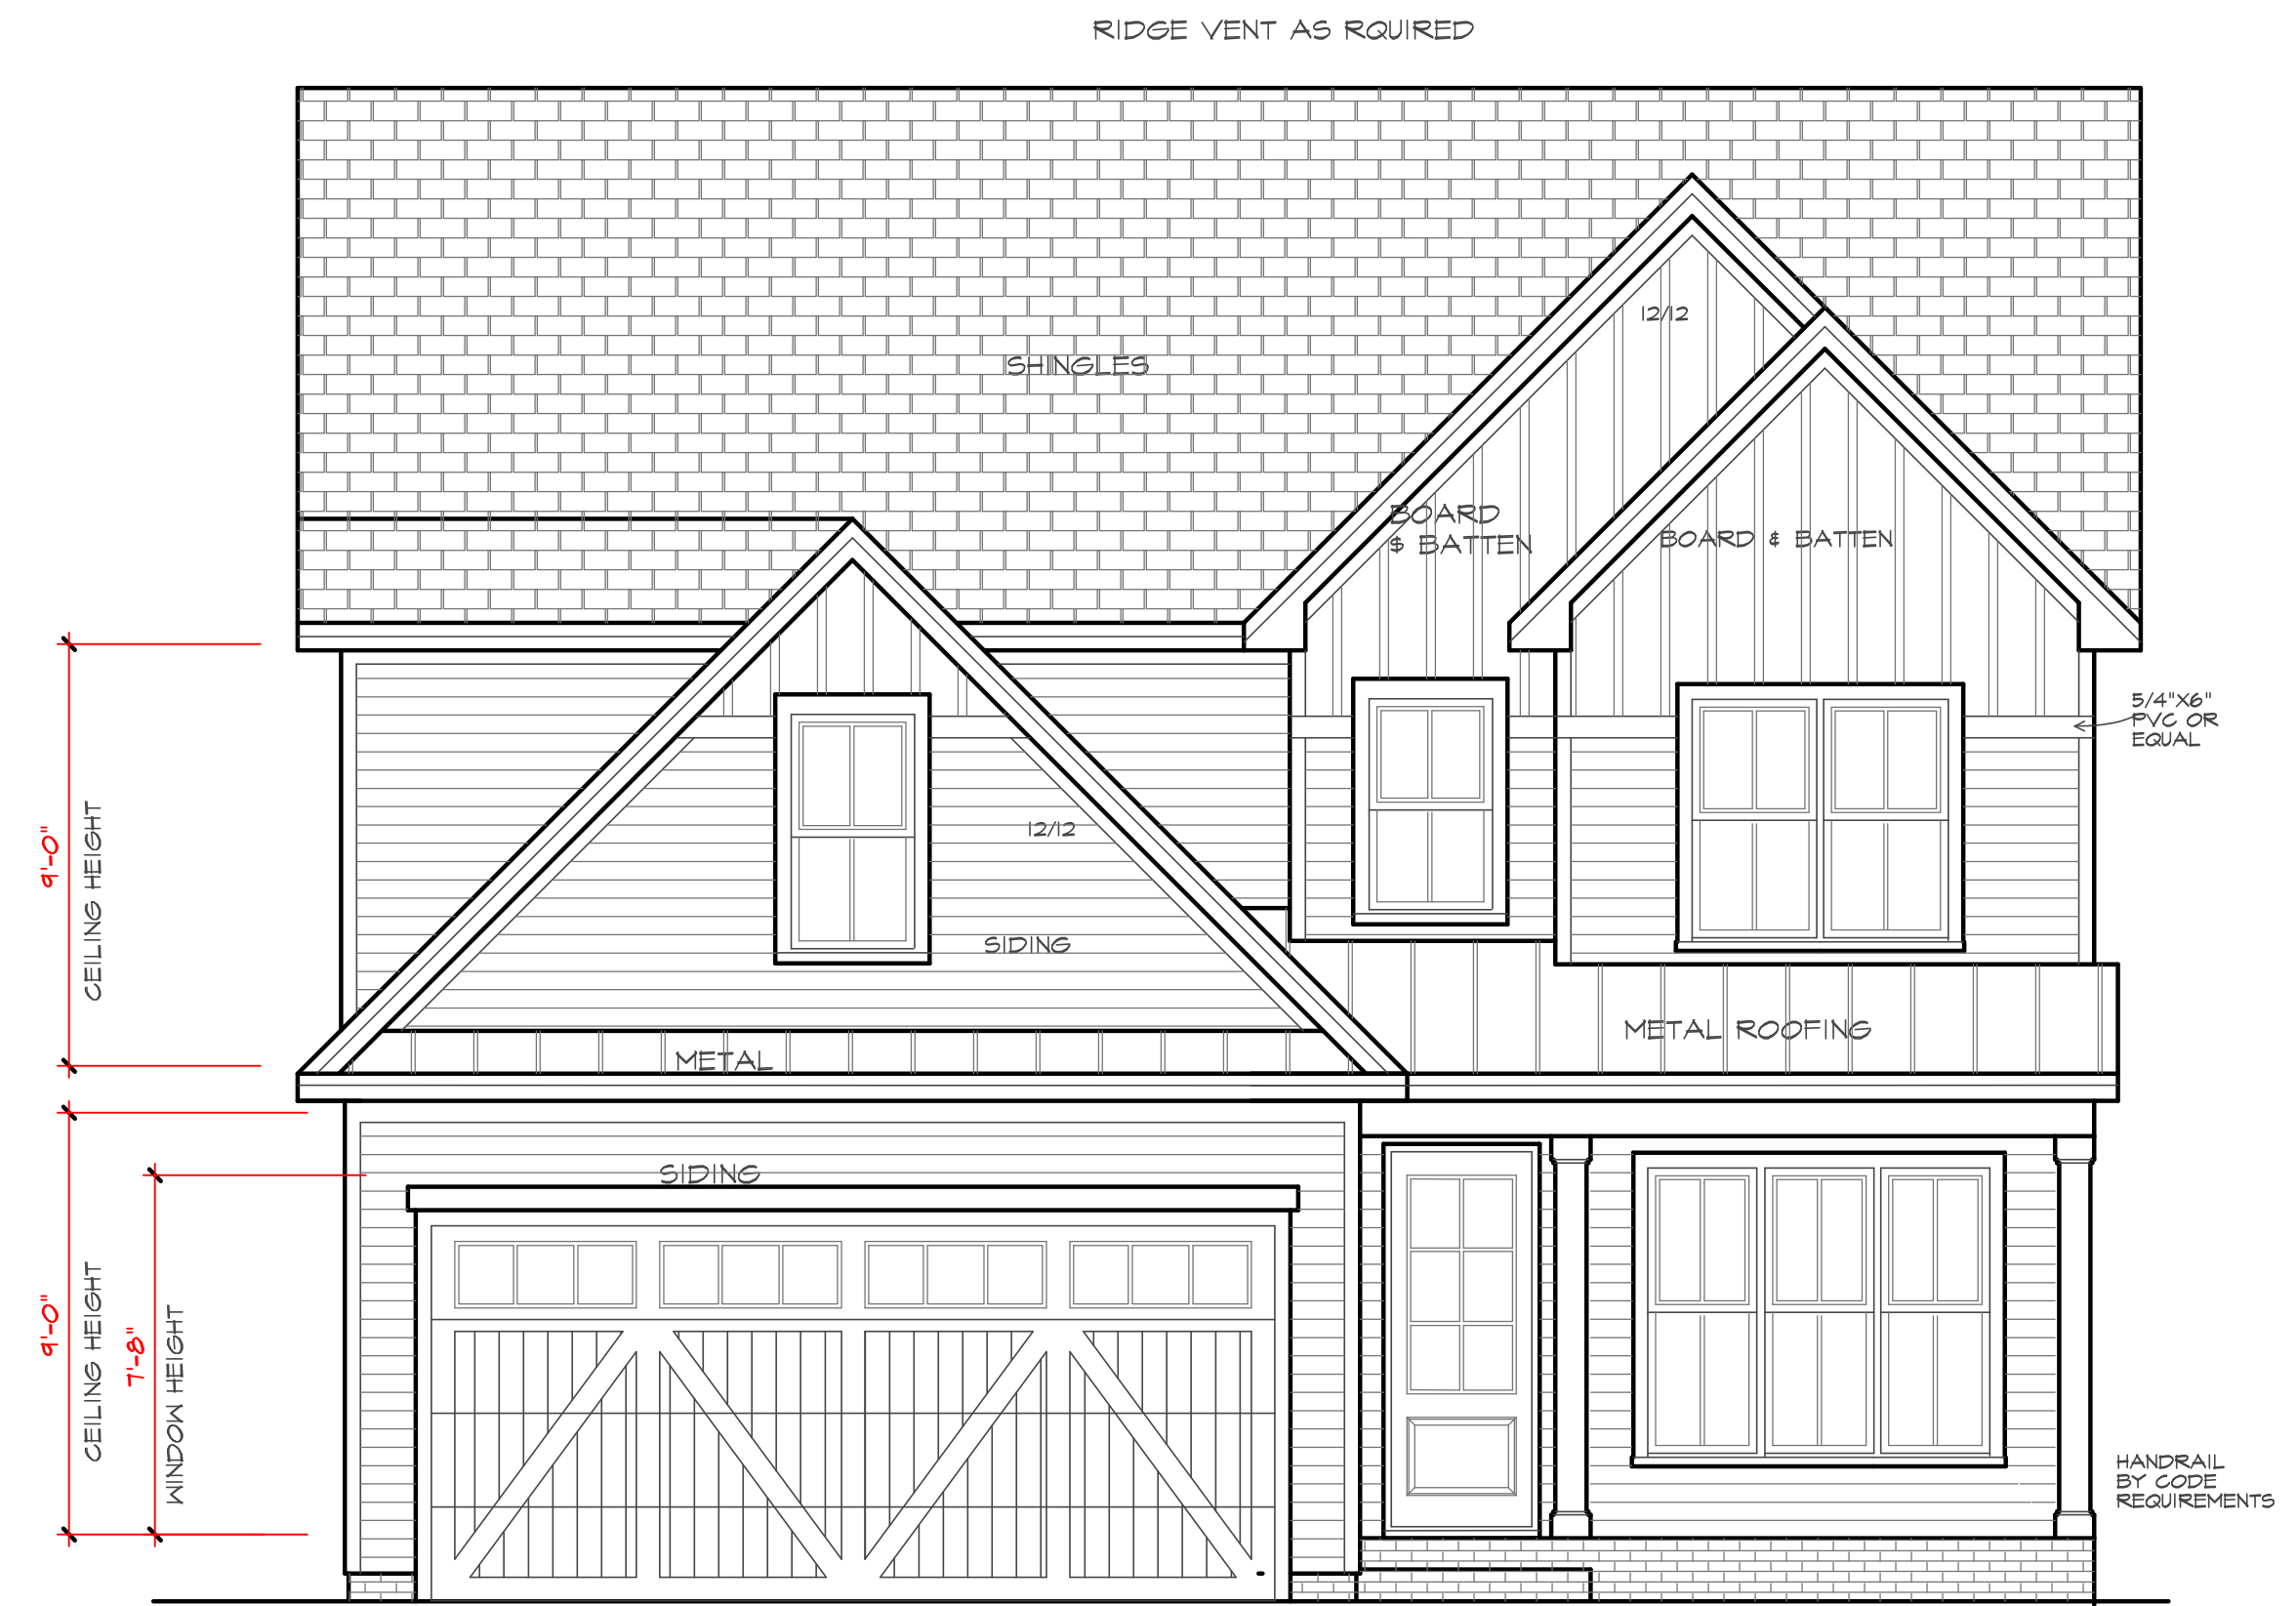 RIDGE VENT AS RQUIRED
12/12
SHINGLES
BOARD
& BATTEN
BOARD & BATTEN
5/4"X6"
PVC OR
EQUAL
12/12
9'-0"
CEILING HEIGHT
SIDING
METAL ROOFING
METAL
SIDING
9'-0"
CEILING HEIGHT
7'-8"
WINDOW HEIGHT
HANDRAIL
BY CODE
REQUIREMENTS